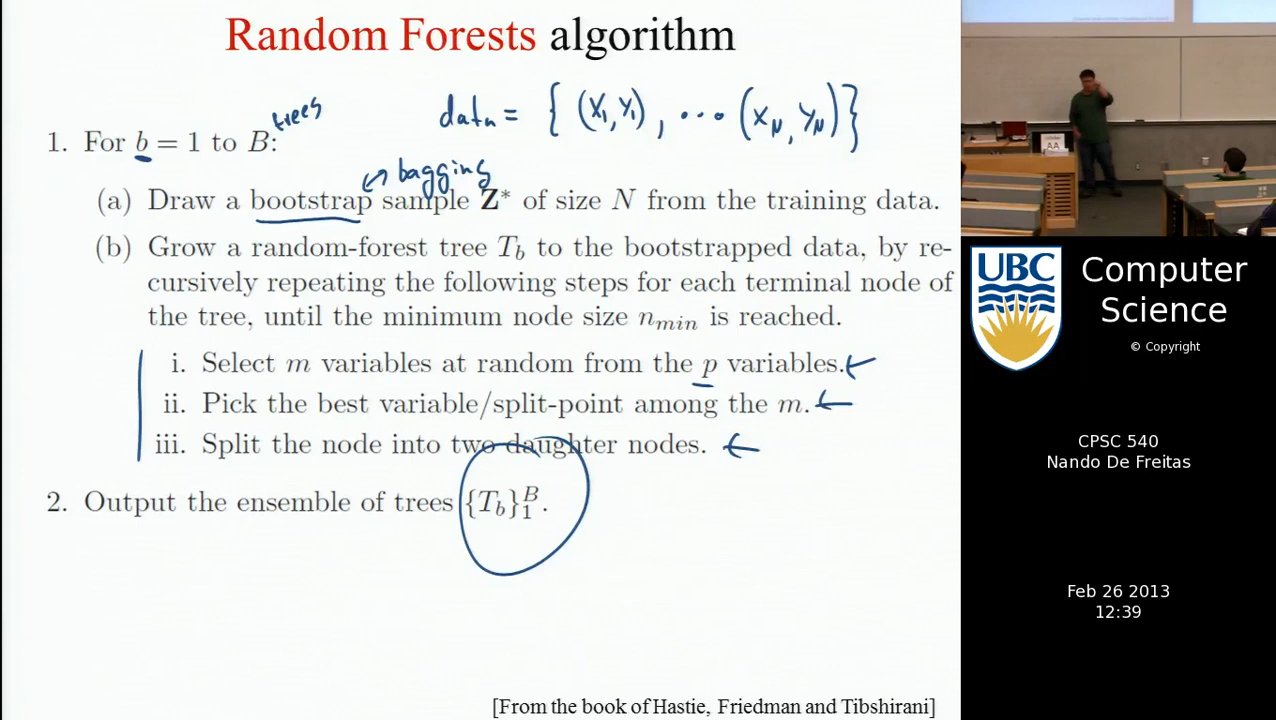 Random Forests algorithm
data = { (x1, y1), ... (xN, yN) }
trees
1. For b = 1 to B:
bagging
(a) Draw a bootstrap sample Z* of size N from the training data.
(b) Grow a random-forest tree Tb to the bootstrapped data, by re-
cursively repeating the following steps for each terminal node of
the tree, until the minimum node size nmin is reached.
i. Select m variables at random from the p variables.
ii. Pick the best variable/split-point among the m.
iii. Split the node into two daughter nodes.
2. Output the ensemble of trees {Tb}1B.
[From the book of Hastie, Friedman and Tibshirani]
AA
UBC
Computer
Science
© Copyright
CPSC 540
Nando De Freitas
Feb 26 2013
12:39